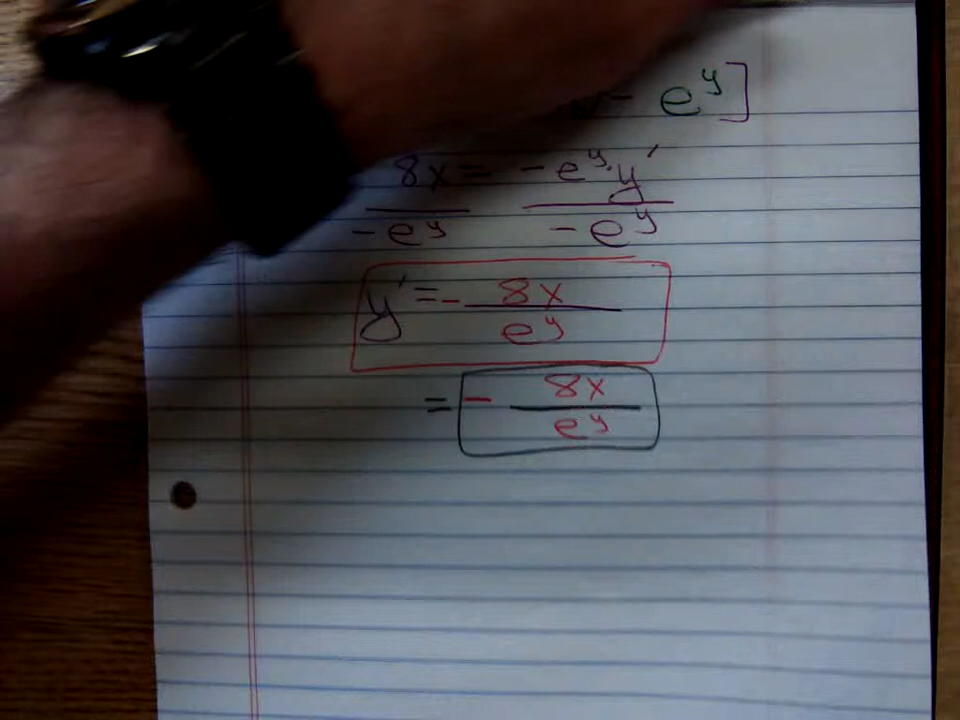 - e^y]
8x = -e^y · y'
-e^y -e^y
y' = - 8x
e^y
= - 8x
e^y